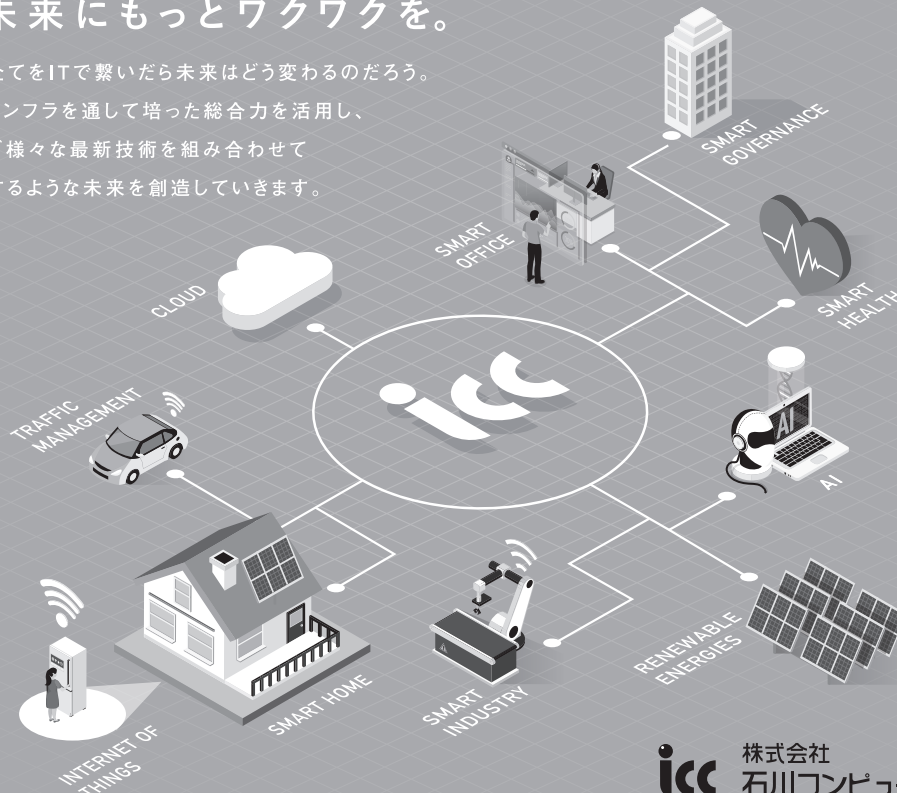 未来にもっとワクワクを。
たてをITで繋いだら未来はどう変わるのだろう。
ンフラを通して培った総合力を活用し、
様々な最新技術を組み合わせて
するような未来を創造していきます。
SMART
GOVERNANCE
SMART
OFFICE
SMART
HEALTH
CLOUD
icc
TRAFFIC
MANAGEMENT
AI
AI
RENEWABLE
ENERGIES
SMART HOME
SMART
INDUSTRY
INTERNET OF
THINGS
icc
株式会社
石川コンピュ